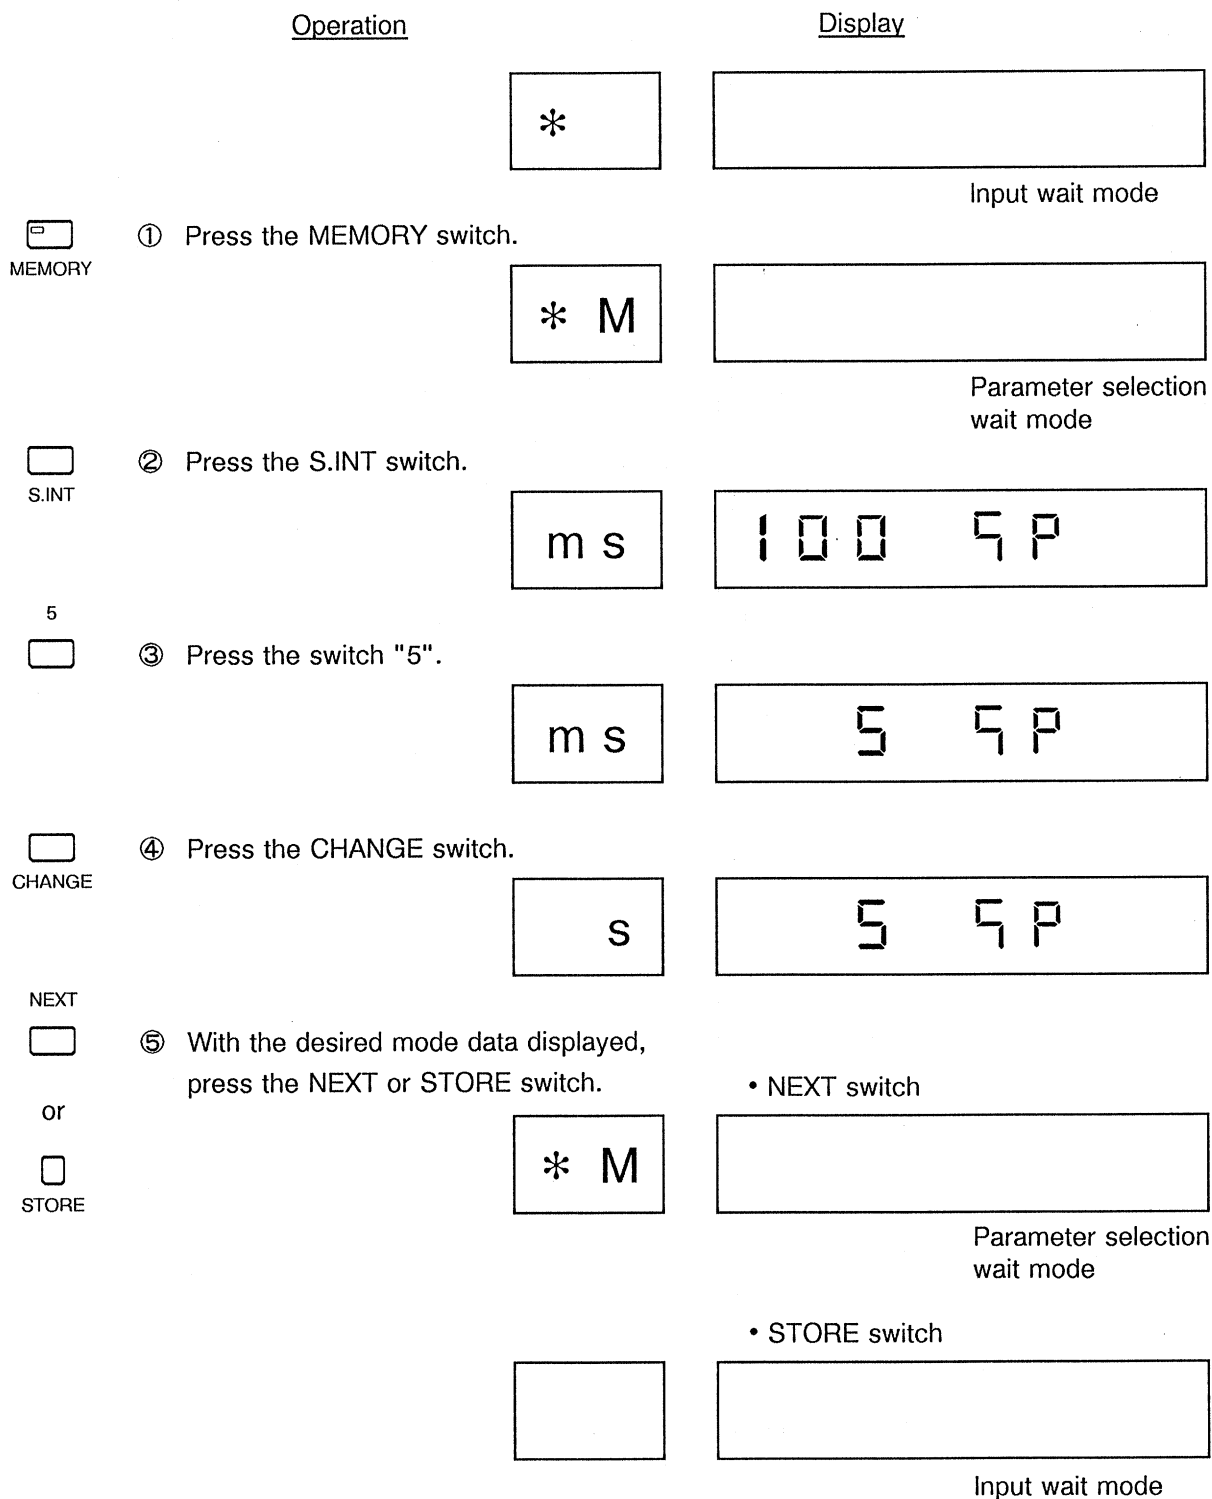 Operation
Display
*
Input wait mode
MEMORY
① Press the MEMORY switch.
* M
Parameter selection
wait mode
S.INT
② Press the S.INT switch.
m s
100 qP
5
③ Press the switch "5".
m s
5 qP
CHANGE
④ Press the CHANGE switch.
s
5 qP
NEXT
or
STORE
⑤ With the desired mode data displayed,
press the NEXT or STORE switch.
• NEXT switch
* M
Parameter selection
wait mode
• STORE switch
Input wait mode